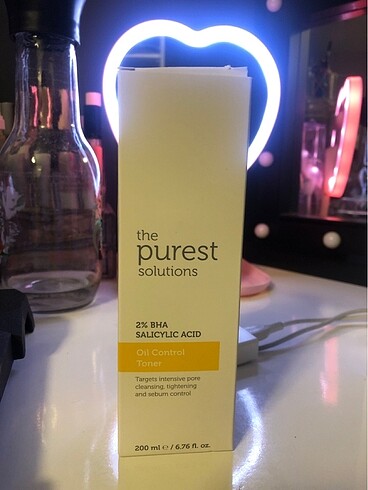 the
purest
solutions
2% BHA
SALICYLIC ACID
Oil Control
Toner
Targets intensive pore
cleansing, tightening
and sebum control
200 ml ℮ / 6.76 fl. oz.